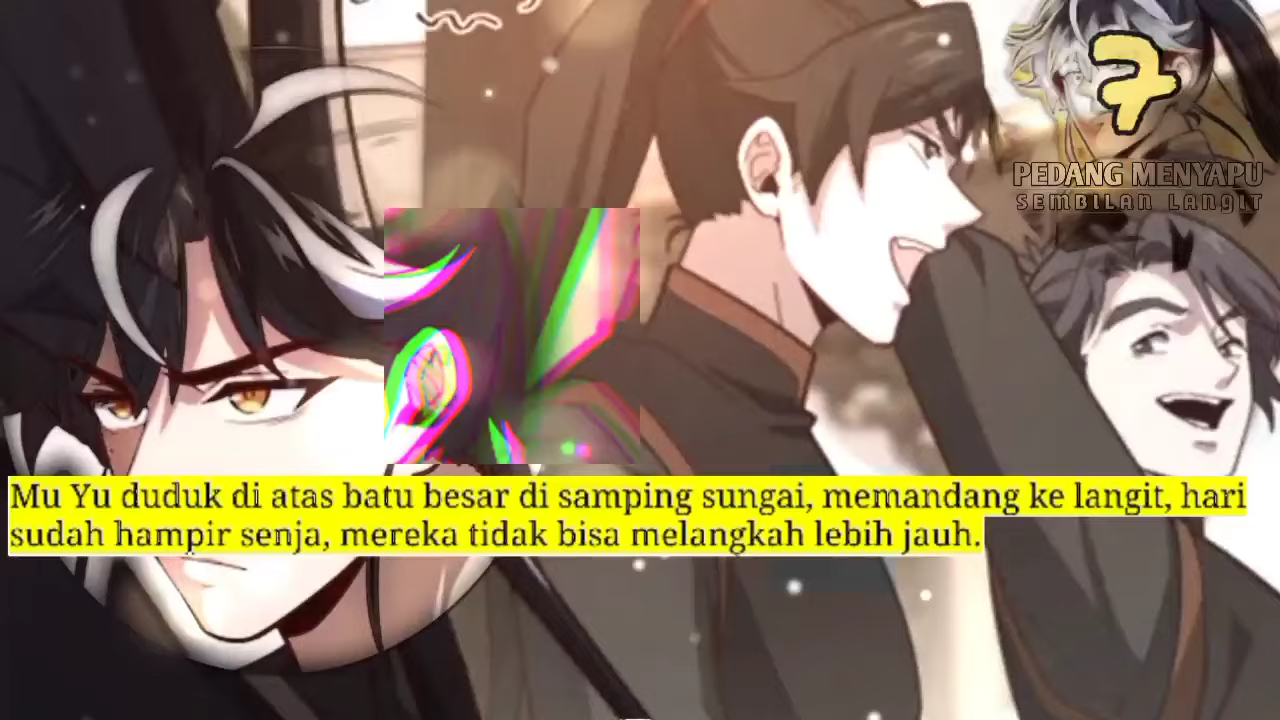 7
PEDANG MENYAPU
SEMBILAN LANGIT
Mu Yu duduk di atas batu besar di samping sungai, memandang ke langit, hari
sudah hampir senja, mereka tidak bisa melangkah lebih jauh.